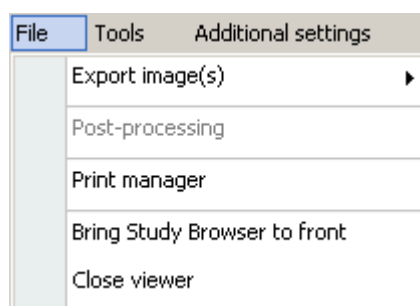 File Tools Additional settings
Export image(s)
Post-processing
Print manager
Bring Study Browser to front
Close viewer